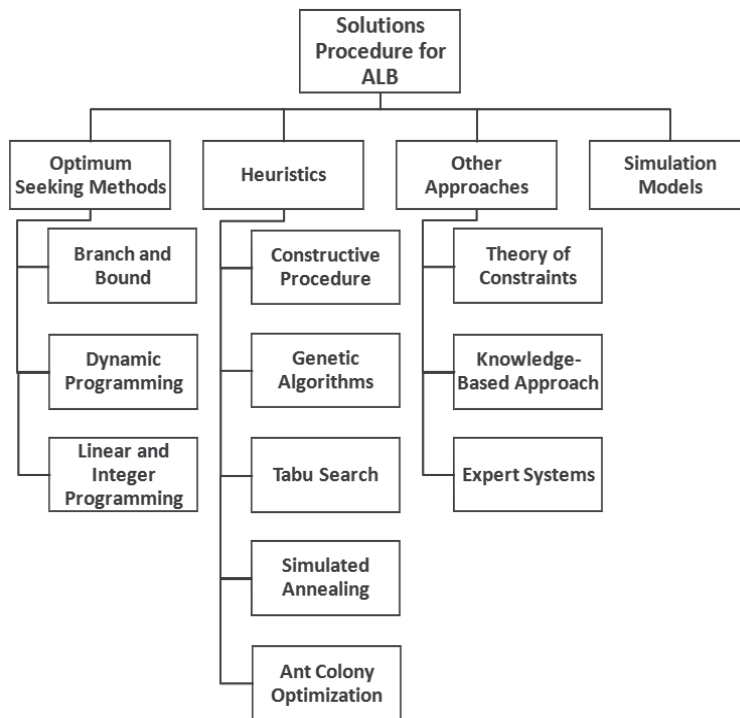 Solutions
Procedure for
ALB
Optimum
Seeking Methods
Heuristics
Other
Approaches
Simulation
Models
Branch and
Bound
Dynamic
Programming
Linear and
Integer
Programming
Constructive
Procedure
Genetic
Algorithms
Tabu Search
Simulated
Annealing
Ant Colony
Optimization
Theory of
Constraints
Knowledge-
Based Approach
Expert Systems